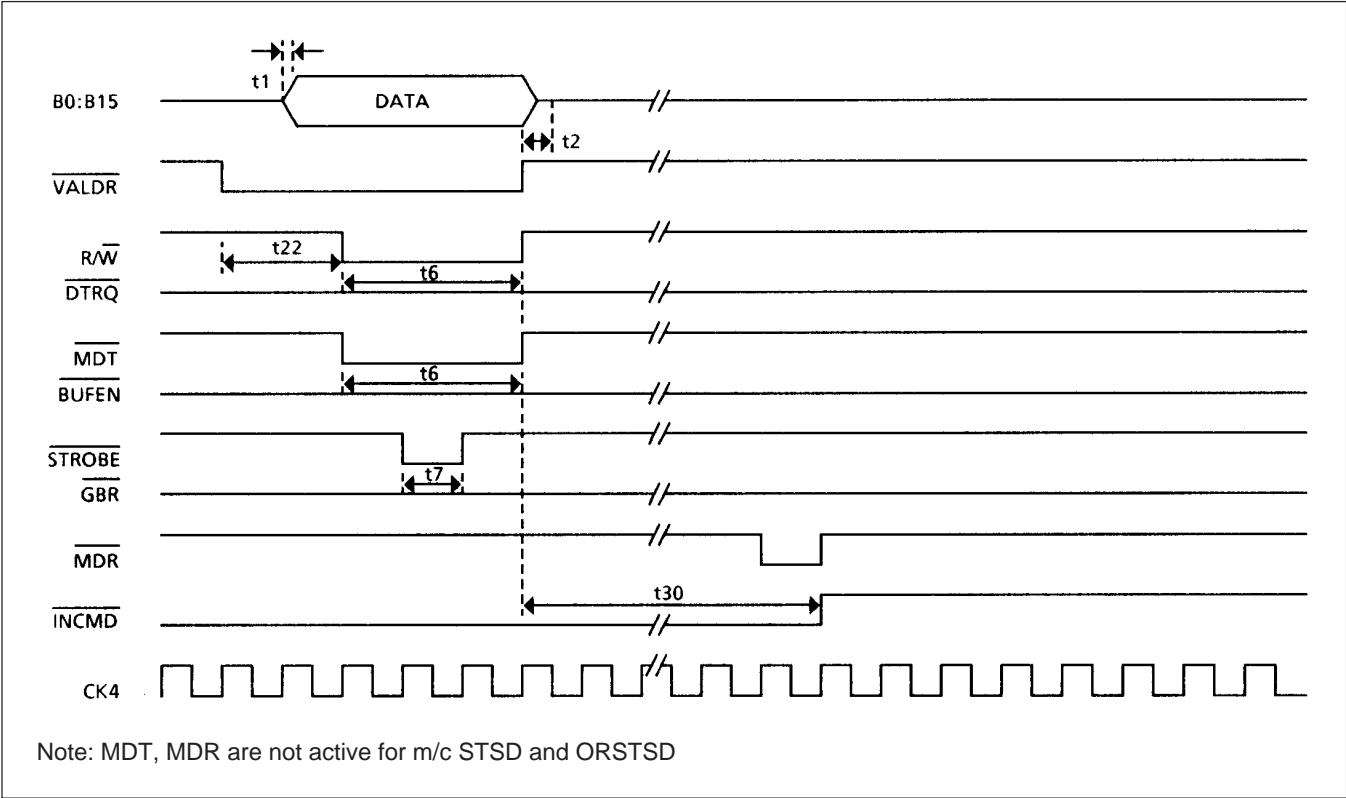 t1
B0:B15 DATA
t2
VALDR
R/W t22
t6
DTRQ
MDT
t6
BUFEN
STROBE
t7
GBR
MDR
t30
INCMD
CK4
Note: MDT, MDR are not active for m/c STSD and ORSTSD